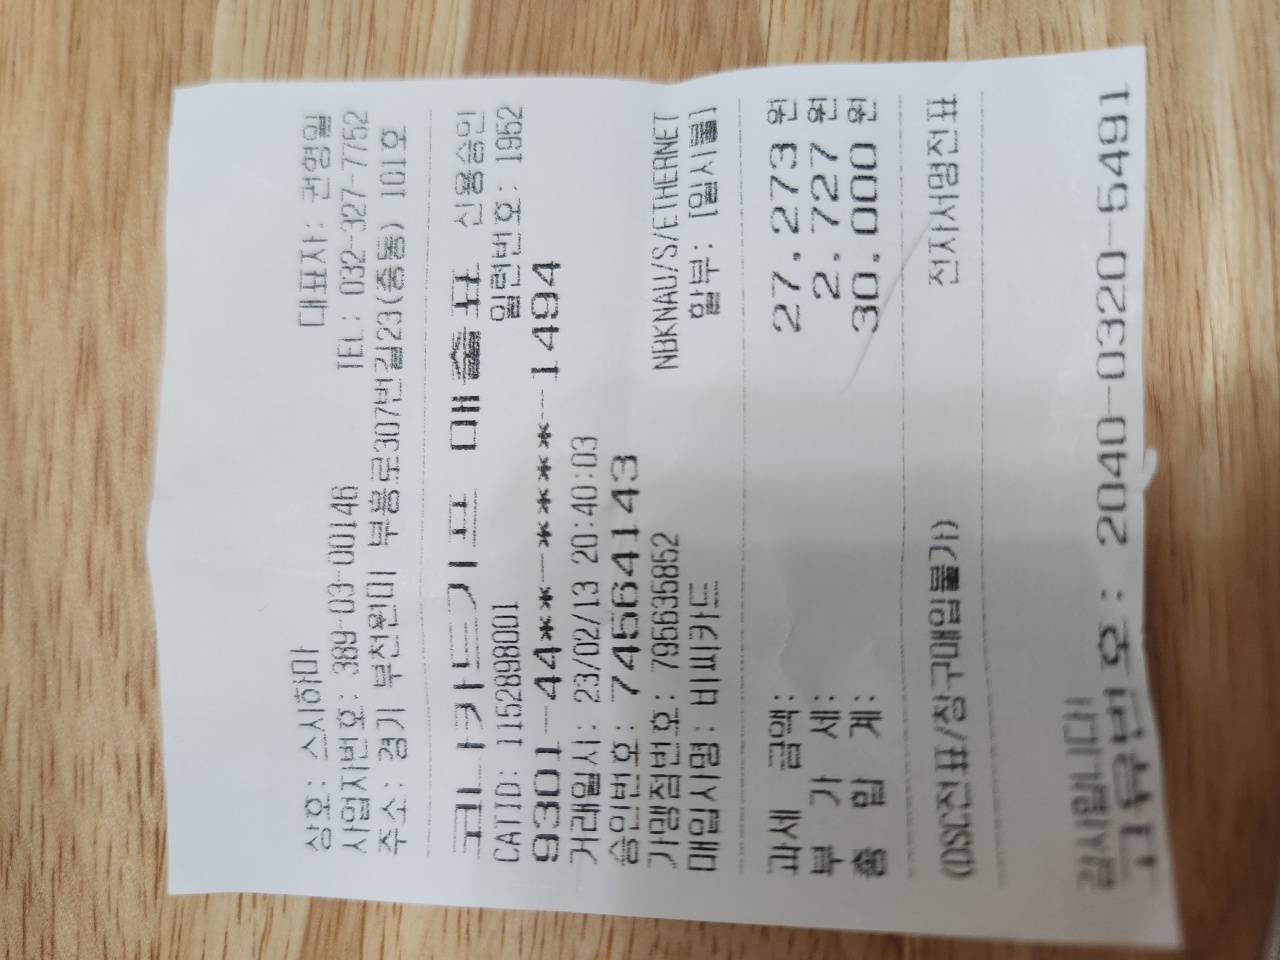 상호: 스시하마 대표자: 권형일
사업자번호: 389-03-00146 TEL: 032-327-7752
주소: 경기 부천원미 부흥로307번길23(중동) 101호
코나카드기프 매출표 신용승인
CATID: 1152898001 일련번호: 1952
9301-44**-****-1494
거래일시: 23/02/13 20:40:03
승인번호: 74564143
가맹점번호: 795635852
매입사명: 비씨카드 NBKNAU/S/ETHERNET
할부: [일시불]
과세 금액: 27,273 원
부 가 세: 2,727 원
총 합 계: 30,000 원
(DSC전표/창구매입불가) 전자서명전표
감사합니다!
고유번호: 2040-0320-5491